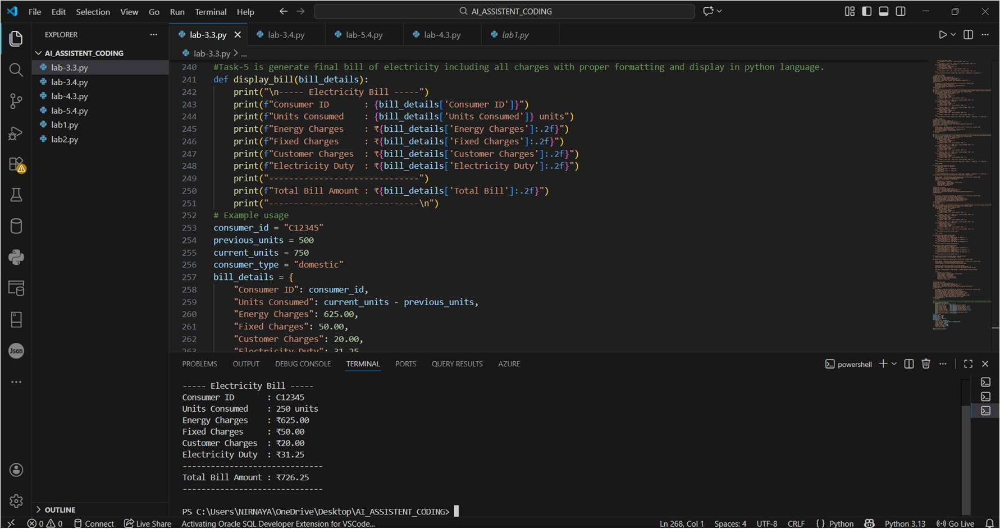 File Edit Selection View Go Run Terminal Help AI_ASSISTENT_CODING
EXPLORER
AI_ASSISTENT_CODING
lab-3.3.py
lab-3.4.py
lab-4.3.py
lab-5.4.py
lab1.py
lab2.py
OUTLINE
Json
lab-3.3.py lab-3.4.py lab-5.4.py lab-4.3.py lab1.py
lab-3.3.py > ...
240 #Task-5 is generate final bill of electricity including all charges with proper formatting and display in python language.
241 def display_bill(bill_details):
242     print("\n----- Electricity Bill -----")
243     print(f"Consumer ID       : {bill_details['Consumer ID']}")
244     print(f"Units Consumed    : {bill_details['Units Consumed']} units")
245     print(f"Energy Charges    : ₹{bill_details['Energy Charges']:.2f}")
246     print(f"Fixed Charges     : ₹{bill_details['Fixed Charges']:.2f}")
247     print(f"Customer Charges  : ₹{bill_details['Customer Charges']:.2f}")
248     print(f"Electricity Duty  : ₹{bill_details['Electricity Duty']:.2f}")
249     print("------------------------------")
250     print(f"Total Bill Amount : ₹{bill_details['Total Bill']:.2f}")
251     print("------------------------------\n")
252 # Example usage
253 consumer_id = "C12345"
254 previous_units = 500
255 current_units = 750
256 consumer_type = "domestic"
257 bill_details = {
258     "Consumer ID": consumer_id,
259     "Units Consumed": current_units - previous_units,
260     "Energy Charges": 625.00,
261     "Fixed Charges": 50.00,
262     "Customer Charges": 20.00,
263     "Electricity Duty": 31.25
PROBLEMS OUTPUT DEBUG CONSOLE TERMINAL PORTS QUERY RESULTS AZURE powershell
----- Electricity Bill -----
Consumer ID       : C12345
Units Consumed    : 250 units
Energy Charges    : ₹625.00
Fixed Charges     : ₹50.00
Customer Charges  : ₹20.00
Electricity Duty  : ₹31.25
------------------------------
Total Bill Amount : ₹726.25
------------------------------
PS C:\Users\NIRNAYA\OneDrive\Desktop\AI_ASSISTENT_CODING>
0 0 Connect Live Share Activating Oracle SQL Developer Extension for VSCode... Ln 268, Col 1 Spaces: 4 UTF-8 CRLF {} Python Python 3.13 Go Live